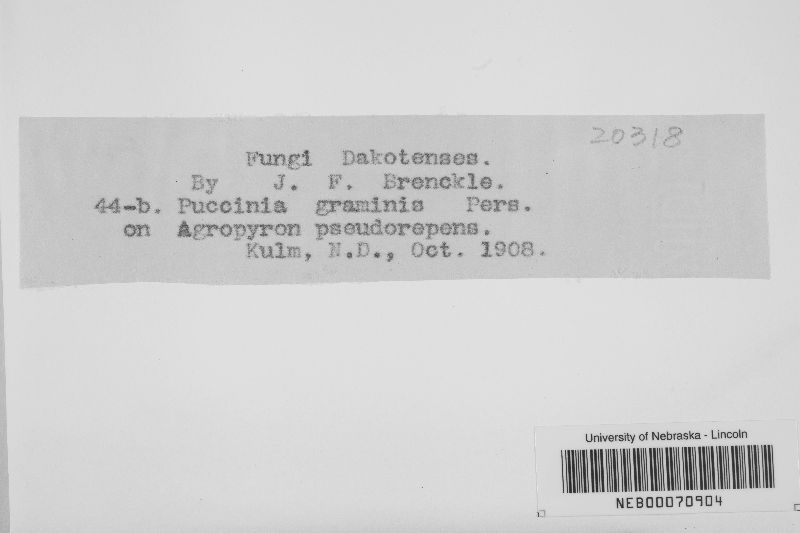 20318
Fungi Dakotenses.
By J. F. Brenckle.
44-b. Puccinia graminis Pers.
on Agropyron pseudorepens.
Kulm, N.D., Oct. 1908.
University of Nebraska - Lincoln
NEB00070904